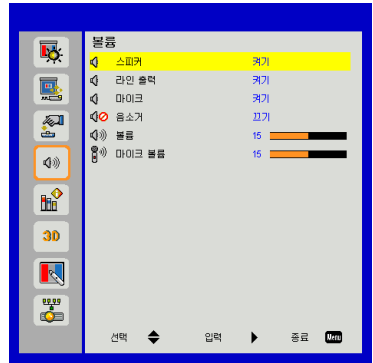 볼륨
스피커 켜기
라인 출력 켜기
마이크 켜기
음소거 끄기
볼륨 15
마이크 볼륨 15
3D
선택 입력 종료 Menu